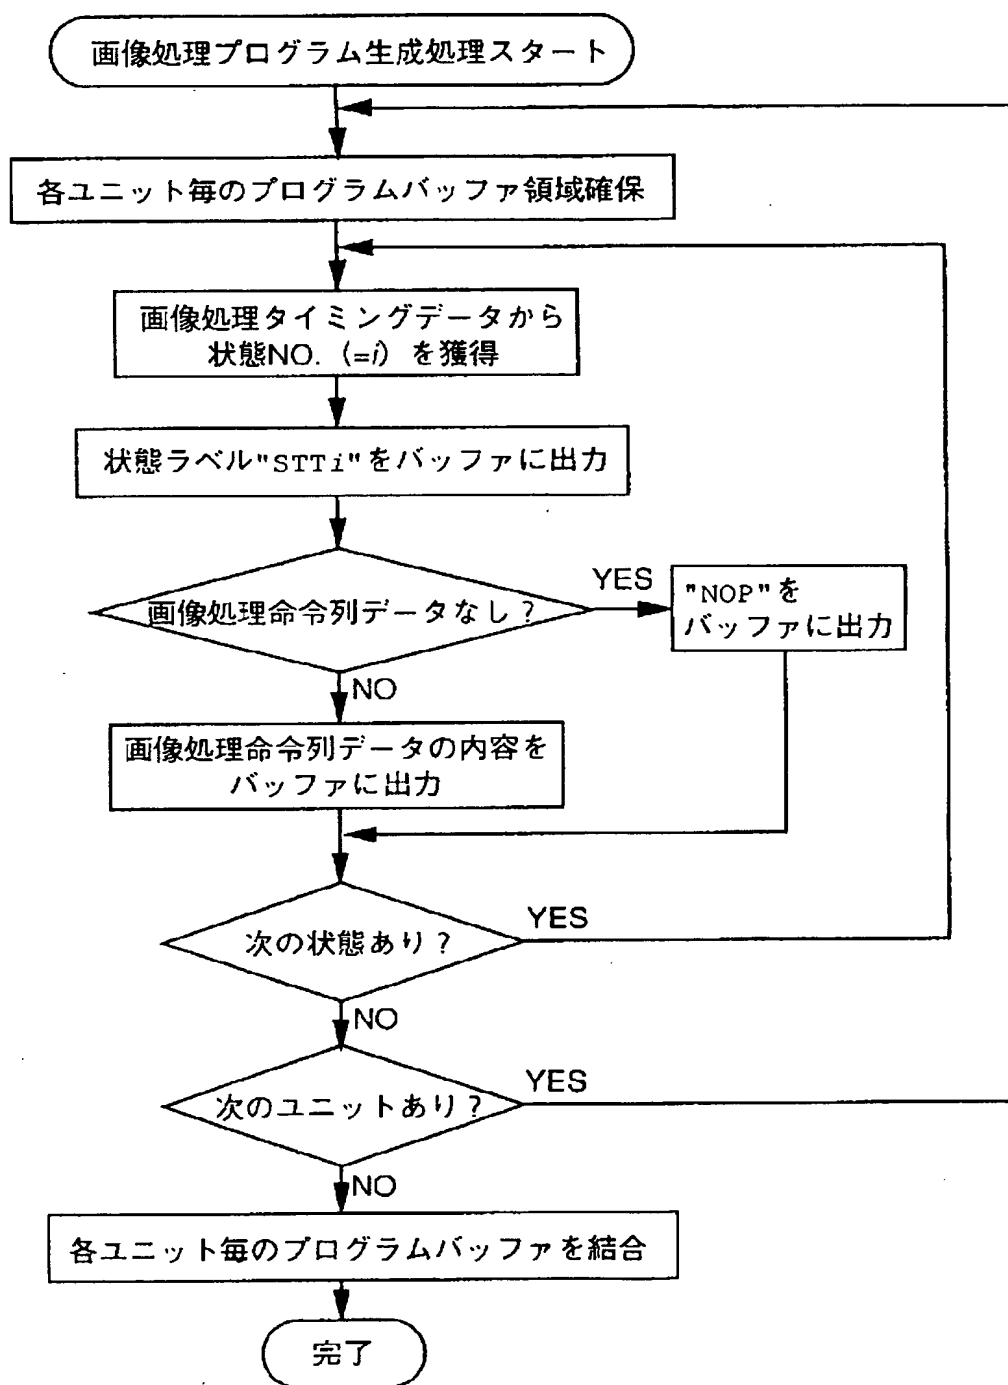 画像処理プログラム生成処理スタート
各ユニット毎のプログラムバッファ領域確保
画像処理タイミングデータから
状態NO.（=i）を獲得
状態ラベル"STTi"をバッファに出力
画像処理命令列データなし？
YES
"NOP"を
バッファに出力
NO
画像処理命令列データの内容を
バッファに出力
次の状態あり？
YES
NO
次のユニットあり？
YES
NO
各ユニット毎のプログラムバッファを結合
完了